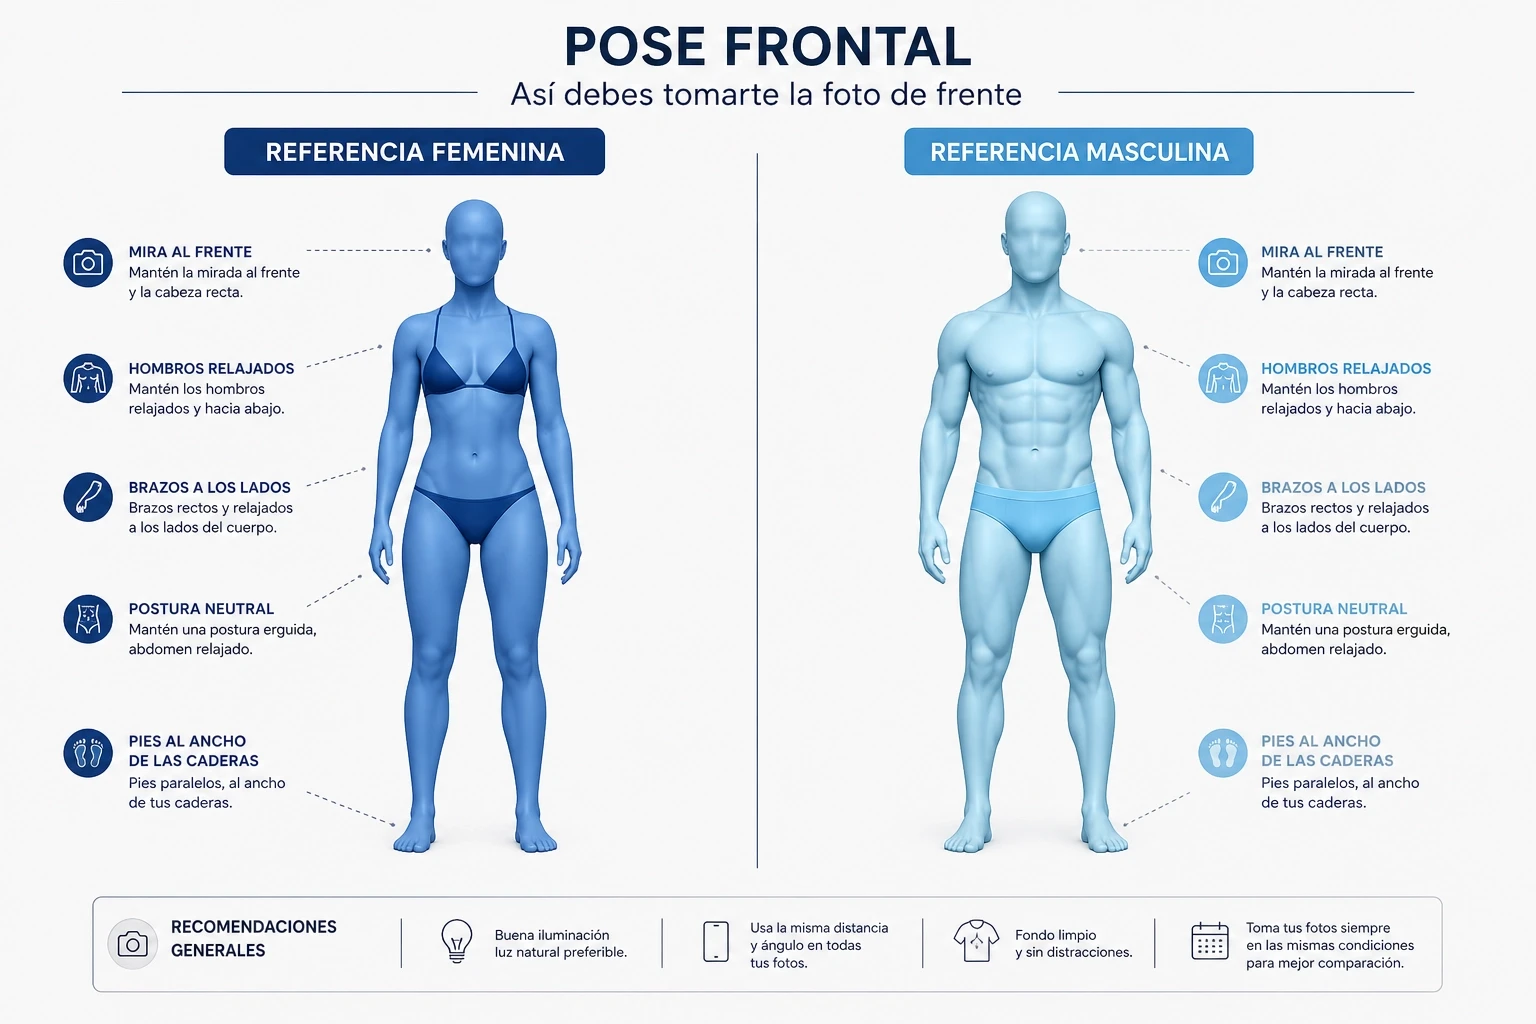 POSE FRONTAL
Así debes tomarte la foto de frente
REFERENCIA FEMENINA
MIRA AL FRENTE
Mantén la mirada al frente
y la cabeza recta.
HOMBROS RELAJADOS
Mantén los hombros
relajados y hacia abajo.
BRAZOS A LOS LADOS
Brazos rectos y relajados
a los lados del cuerpo.
POSTURA NEUTRAL
Mantén una postura erguida,
abdomen relajado.
PIES AL ANCHO
DE LAS CADERAS
Pies paralelos, al ancho
de tus caderas.
REFERENCIA MASCULINA
MIRA AL FRENTE
Mantén la mirada al frente
y la cabeza recta.
HOMBROS RELAJADOS
Mantén los hombros
relajados y hacia abajo.
BRAZOS A LOS LADOS
Brazos rectos y relajados
a los lados del cuerpo.
POSTURA NEUTRAL
Mantén una postura erguida,
abdomen relajado.
PIES AL ANCHO
DE LAS CADERAS
Pies paralelos, al ancho
de tus caderas.
RECOMENDACIONES
GENERALES
Buena iluminación
luz natural preferible.
Usa la misma distancia
y ángulo en todas
tus fotos.
Fondo limpio
y sin distracciones.
Toma tus fotos siempre
en las mismas condiciones
para mejor comparación.